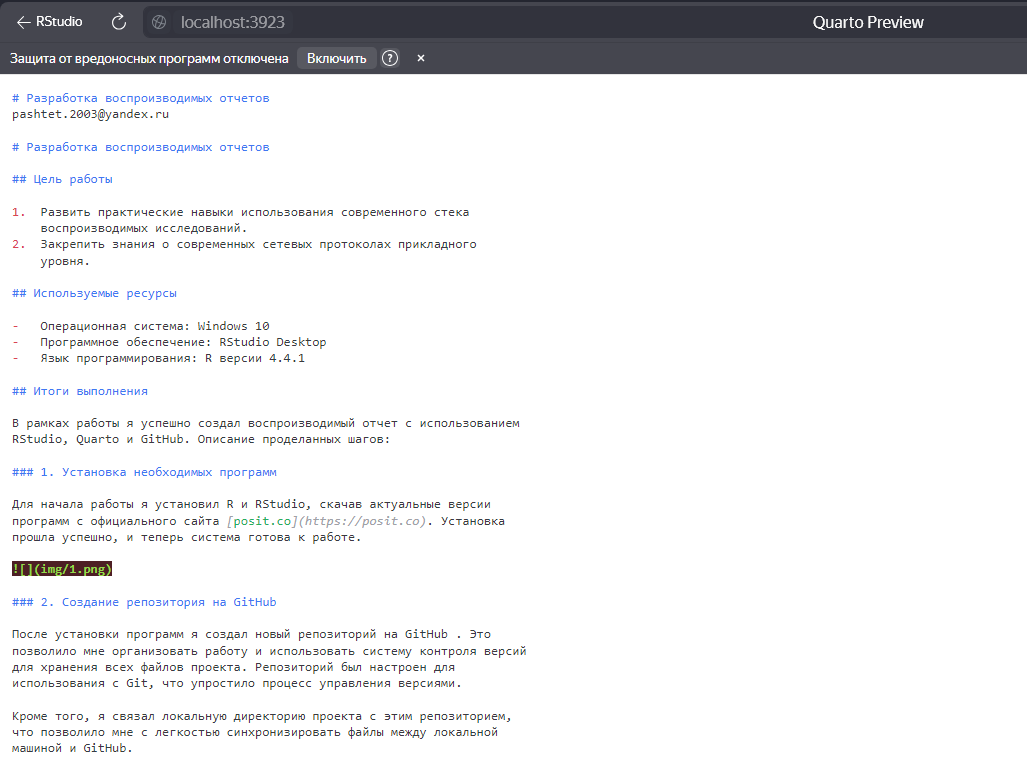 RStudio
localhost:3923
Quarto Preview
Защита от вредоносных программ отключена Включить ? ×
# Разработка воспроизводимых отчетов
pashtet.2003@yandex.ru
# Разработка воспроизводимых отчетов
## Цель работы
1. Развить практические навыки использования современного стека
воспроизводимых исследований.
2. Закрепить знания о современных сетевых протоколах прикладного
уровня.
## Используемые ресурсы
- Операционная система: Windows 10
- Программное обеспечение: RStudio Desktop
- Язык программирования: R версии 4.4.1
## Итоги выполнения
В рамках работы я успешно создал воспроизводимый отчет с использованием
RStudio, Quarto и GitHub. Описание проделанных шагов:
### 1. Установка необходимых программ
Для начала работы я установил R и RStudio, скачав актуальные версии
программ с официального сайта [posit.co](https://posit.co). Установка
прошла успешно, и теперь система готова к работе.
![](img/1.png)
### 2. Создание репозитория на GitHub
После установки программ я создал новый репозиторий на GitHub . Это
позволило мне организовать работу и использовать систему контроля версий
для хранения всех файлов проекта. Репозиторий был настроен для
использования с Git, что упростило процесс управления версиями.
Кроме того, я связал локальную директорию проекта с этим репозиторием,
что позволило мне с легкостью синхронизировать файлы между локальной
машиной и GitHub.